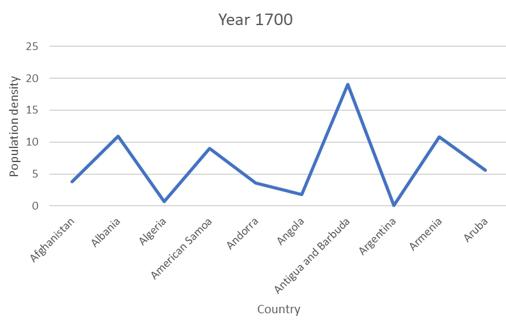 Year 1700
25
20
15
10
5
0
Population density
Afghanistan
Albania
Algeria
American Samoa
Andorra
Angola
Antigua and Barbuda
Argentina
Armenia
Aruba
Country